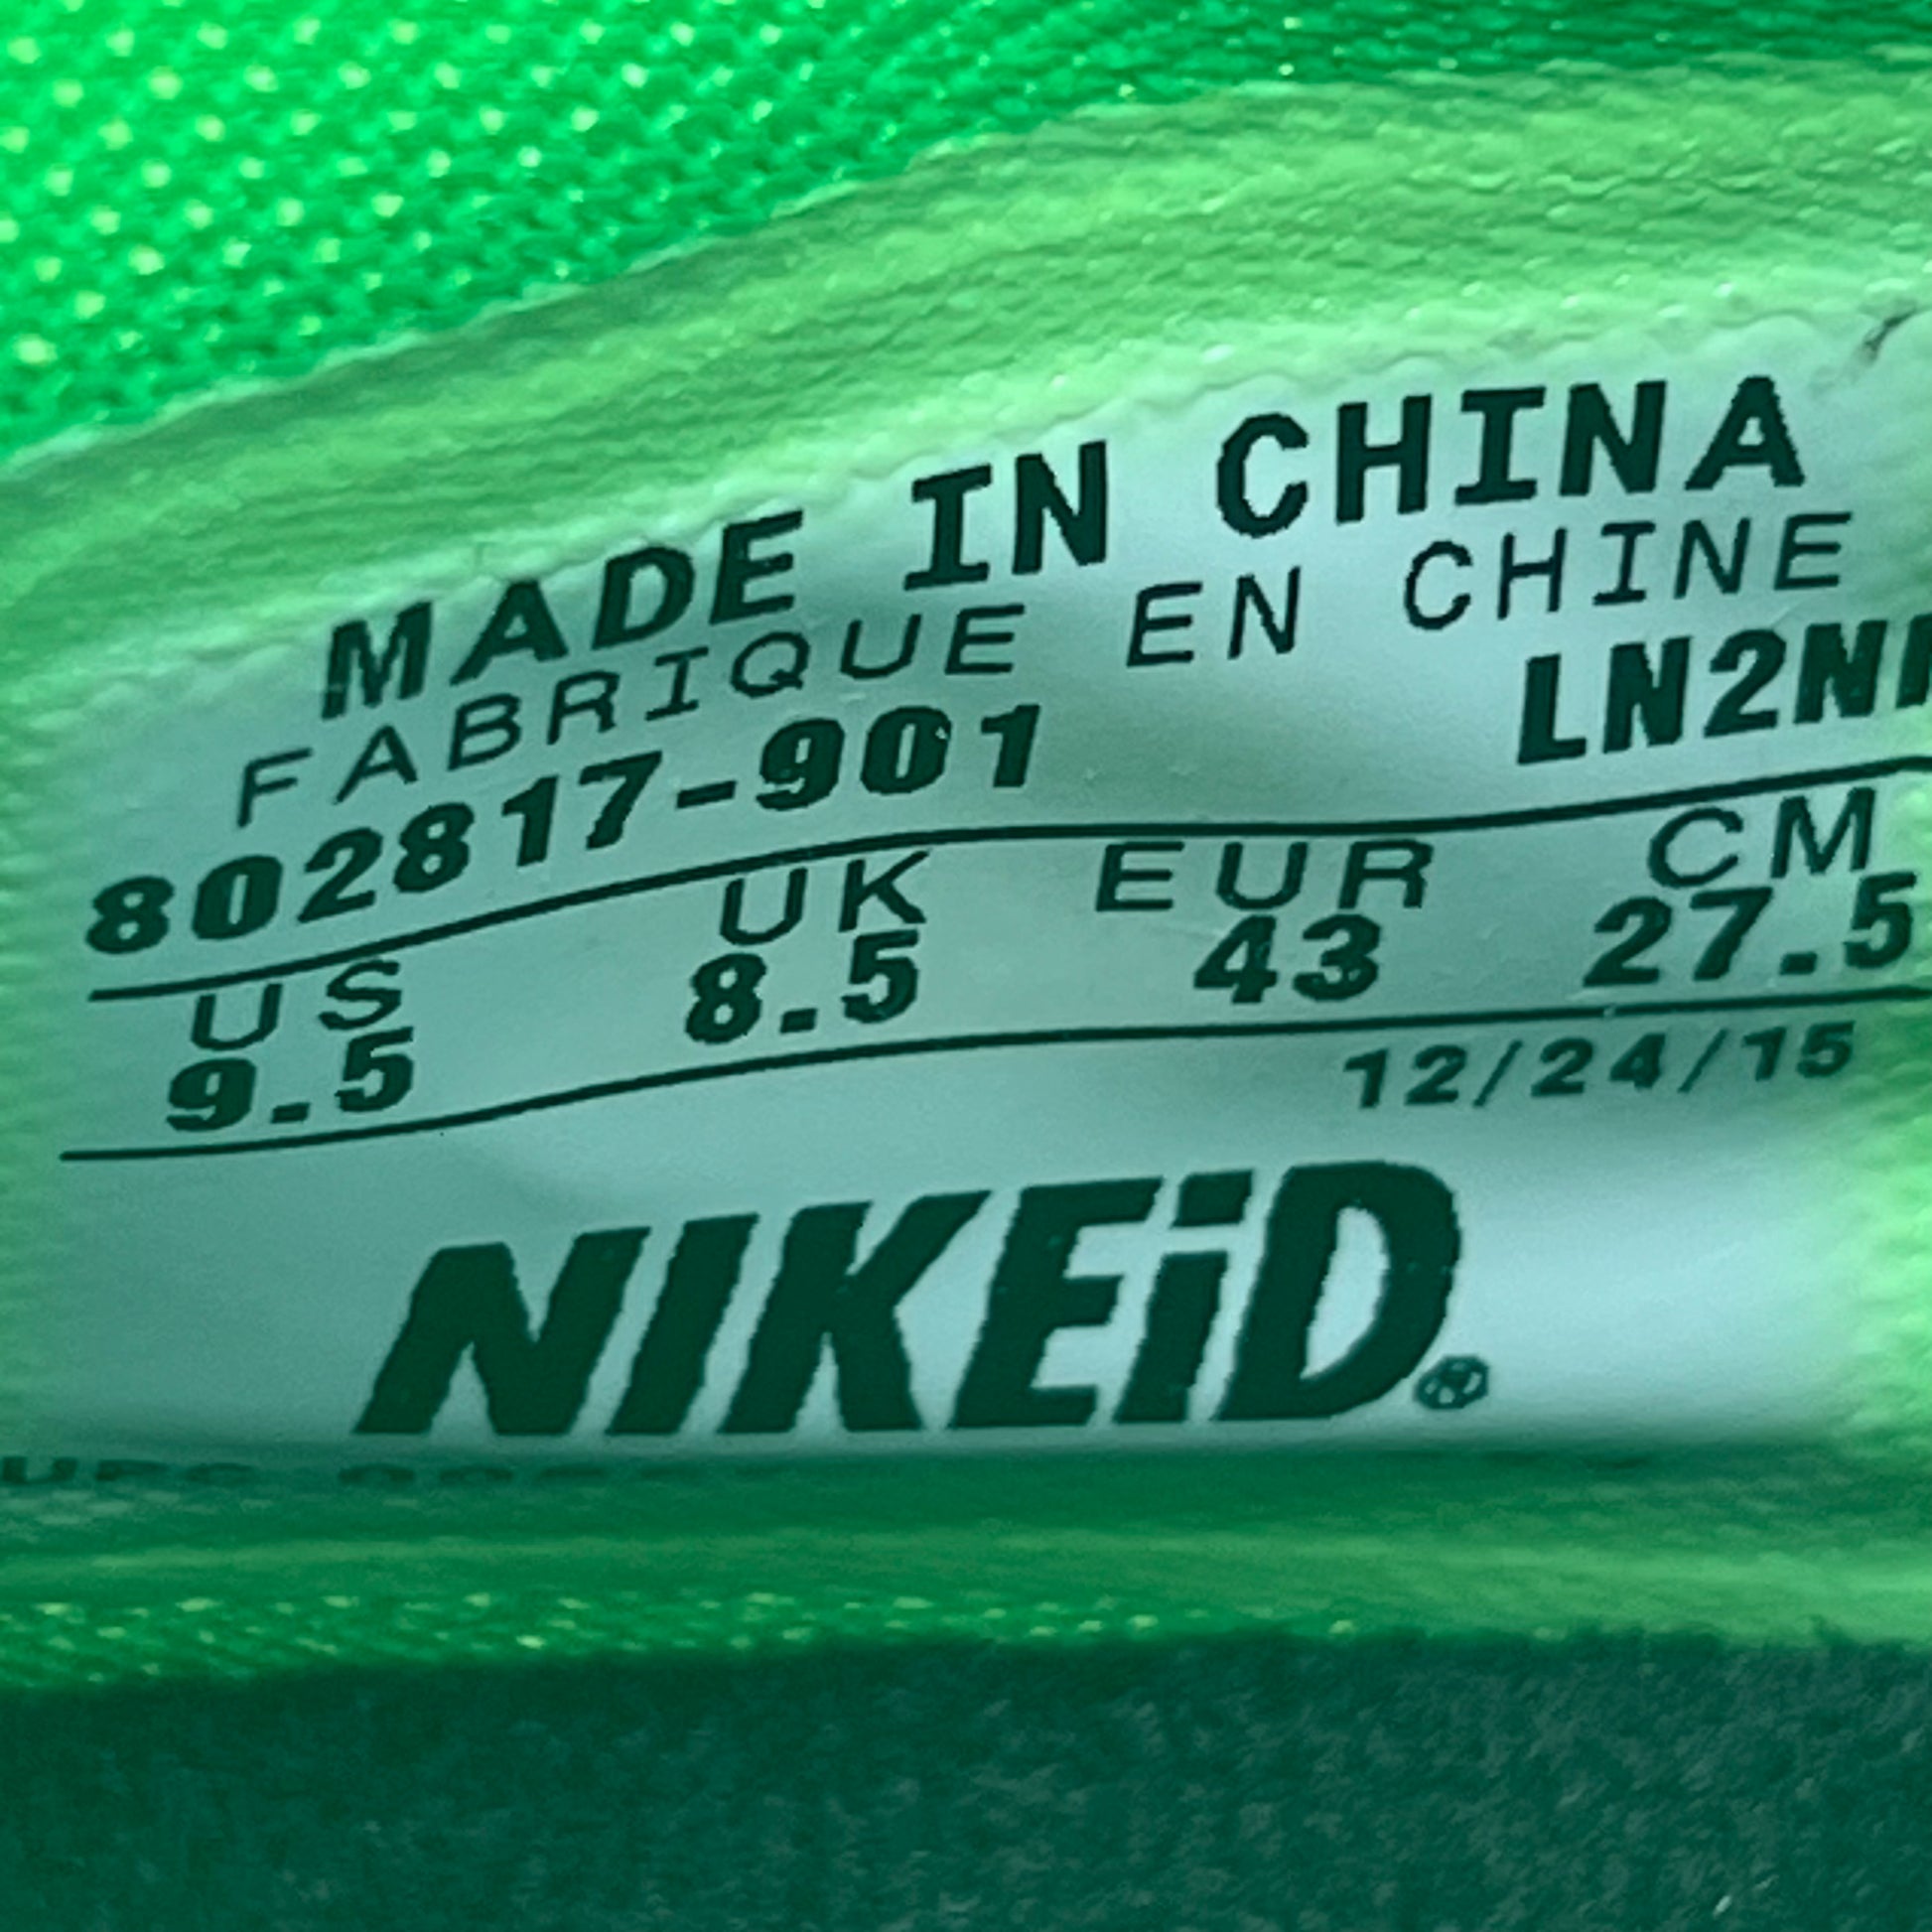 MADE IN CHINA
FABRIQUE EN CHINE
802817-901
US UK EUR CM
9.5 8.5 43 27.5
12/24/15
NIKEiD®